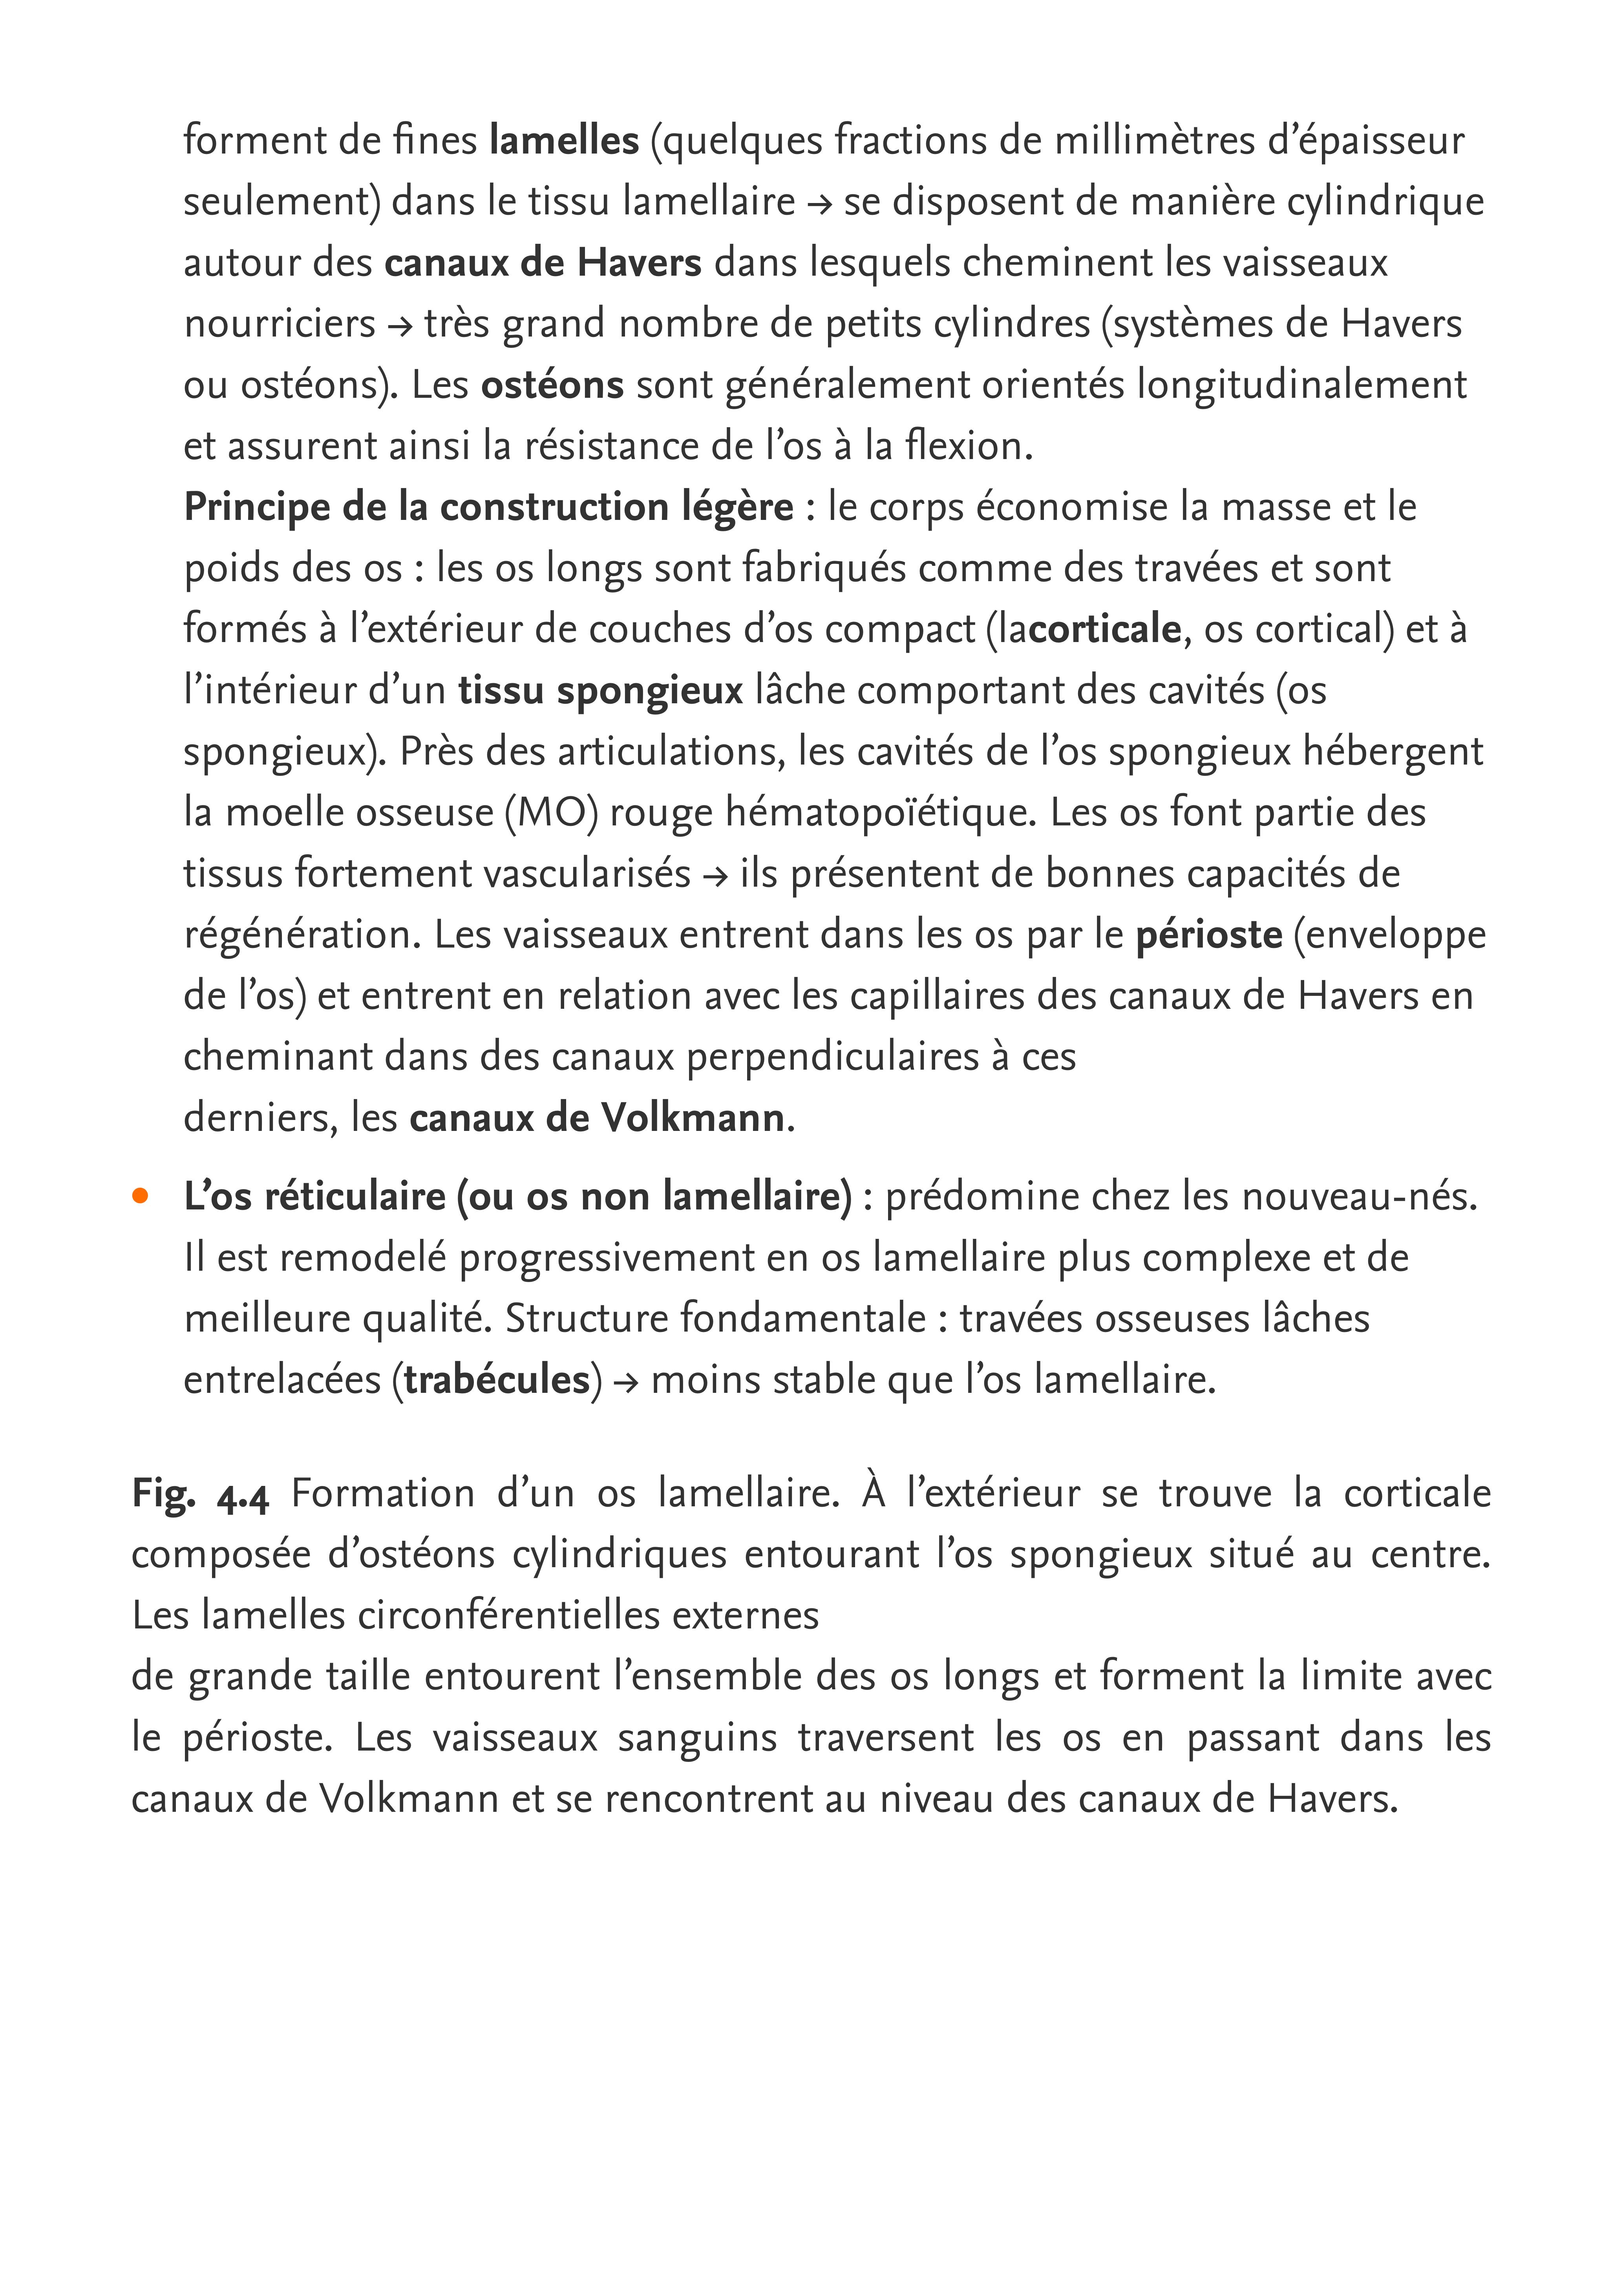 forment de fines lamelles (quelques fractions de millimètres d’épaisseur
seulement) dans le tissu lamellaire → se disposent de manière cylindrique
autour des canaux de Havers dans lesquels cheminent les vaisseaux
nourriciers → très grand nombre de petits cylindres (systèmes de Havers
ou ostéons). Les ostéons sont généralement orientés longitudinalement
et assurent ainsi la résistance de l’os à la flexion.
Principe de la construction légère : le corps économise la masse et le
poids des os : les os longs sont fabriqués comme des travées et sont
formés à l’extérieur de couches d’os compact (lacorticale, os cortical) et à
l’intérieur d’un tissu spongieux lâche comportant des cavités (os
spongieux). Près des articulations, les cavités de l’os spongieux hébergent
la moelle osseuse (MO) rouge hématopoïétique. Les os font partie des
tissus fortement vascularisés → ils présentent de bonnes capacités de
régénération. Les vaisseaux entrent dans les os par le périoste (enveloppe
de l’os) et entrent en relation avec les capillaires des canaux de Havers en
cheminant dans des canaux perpendiculaires à ces
derniers, les canaux de Volkmann.
• L’os réticulaire (ou os non lamellaire) : prédomine chez les nouveau-nés.
Il est remodelé progressivement en os lamellaire plus complexe et de
meilleure qualité. Structure fondamentale : travées osseuses lâches
entrelacées (trabécules) → moins stable que l’os lamellaire.
Fig. 4.4 Formation d’un os lamellaire. À l’extérieur se trouve la corticale
composée d’ostéons cylindriques entourant l’os spongieux situé au centre.
Les lamelles circonférentielles externes
de grande taille entourent l’ensemble des os longs et forment la limite avec
le périoste. Les vaisseaux sanguins traversent les os en passant dans les
canaux de Volkmann et se rencontrent au niveau des canaux de Havers.